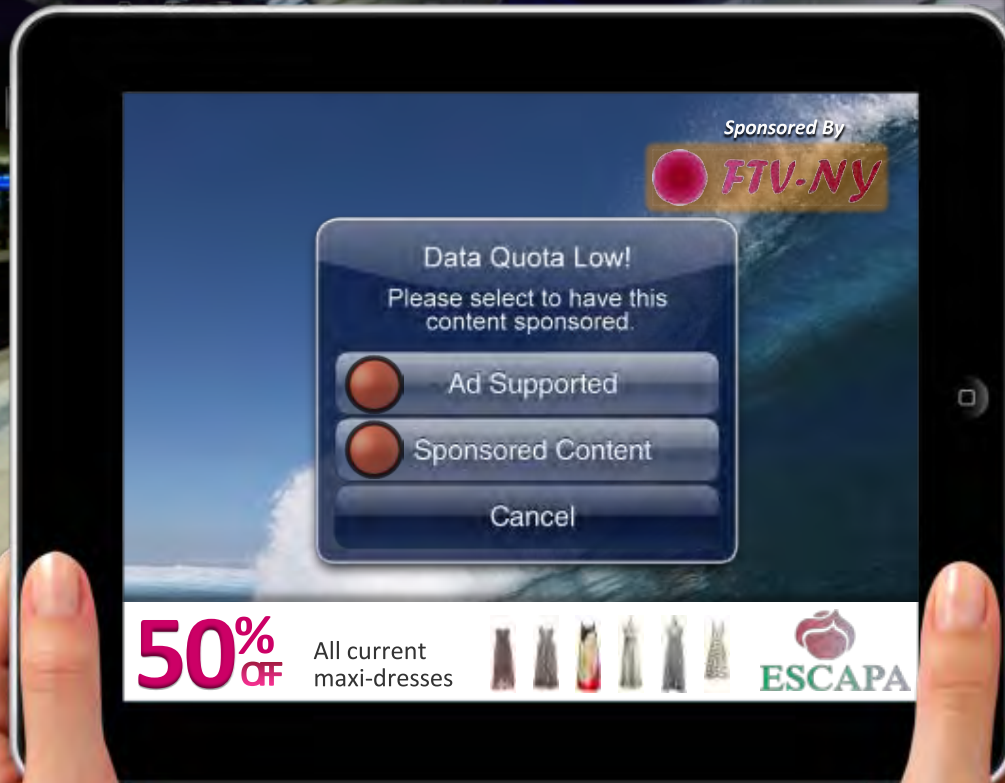 Sponsored By
FTV-NY
Data Quota Low!
Please select to have this
content sponsored.
Ad Supported
Sponsored Content
Cancel
50% OFF
All current
maxi-dresses
ESCAPA